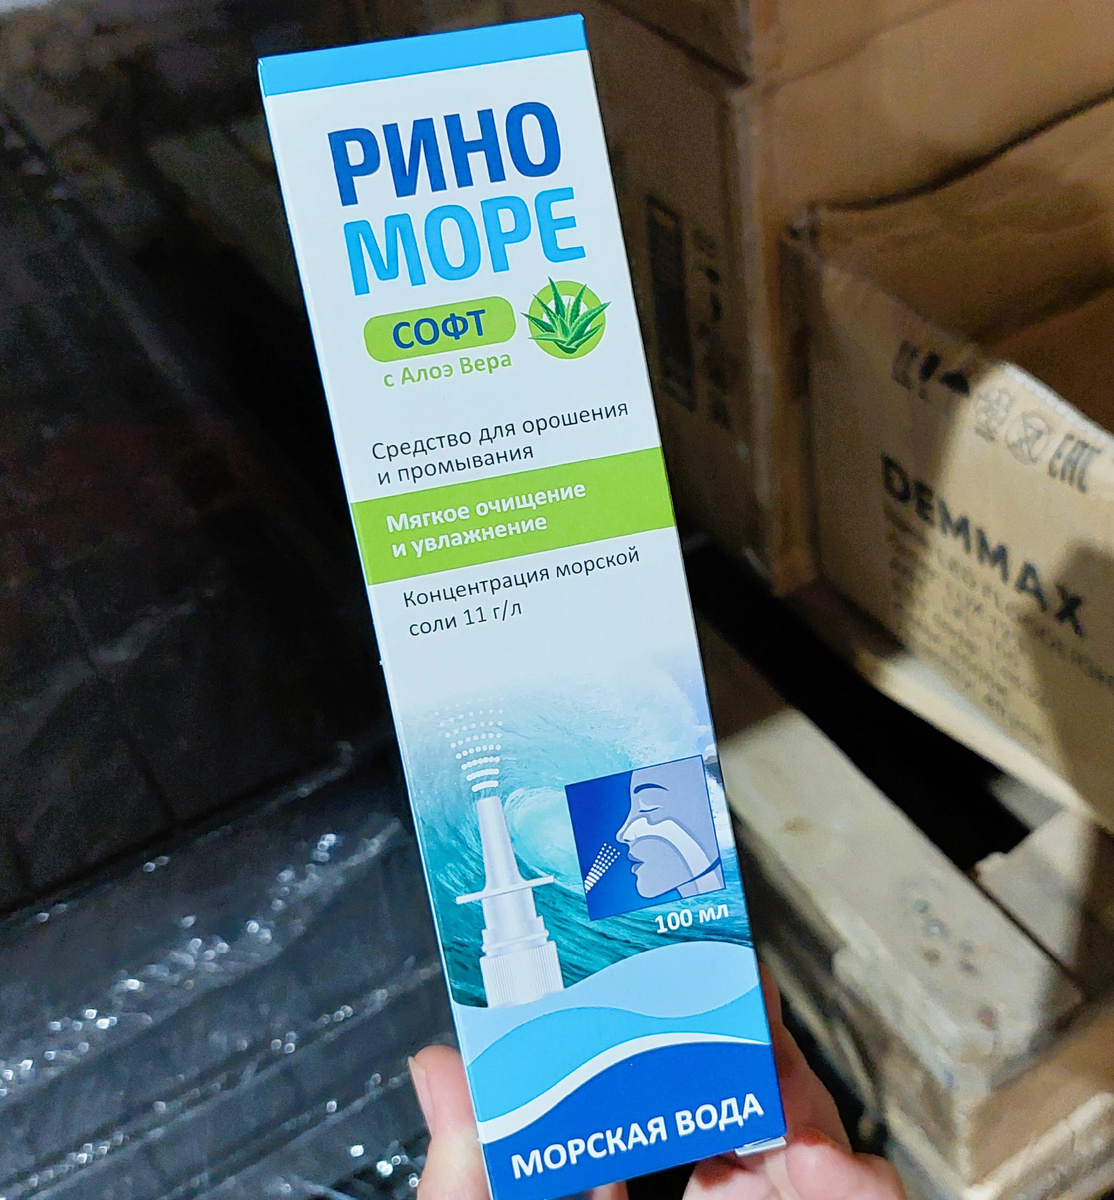 РИНО
МОРЕ
СОФТ
с Алоэ Вера
Средство для орошения
и промывания
Мягкое очищение
и увлажнение
Концентрация морской
соли 11 г/л
100 мл
МОРСКАЯ ВОДА
EAC
DEMMAX